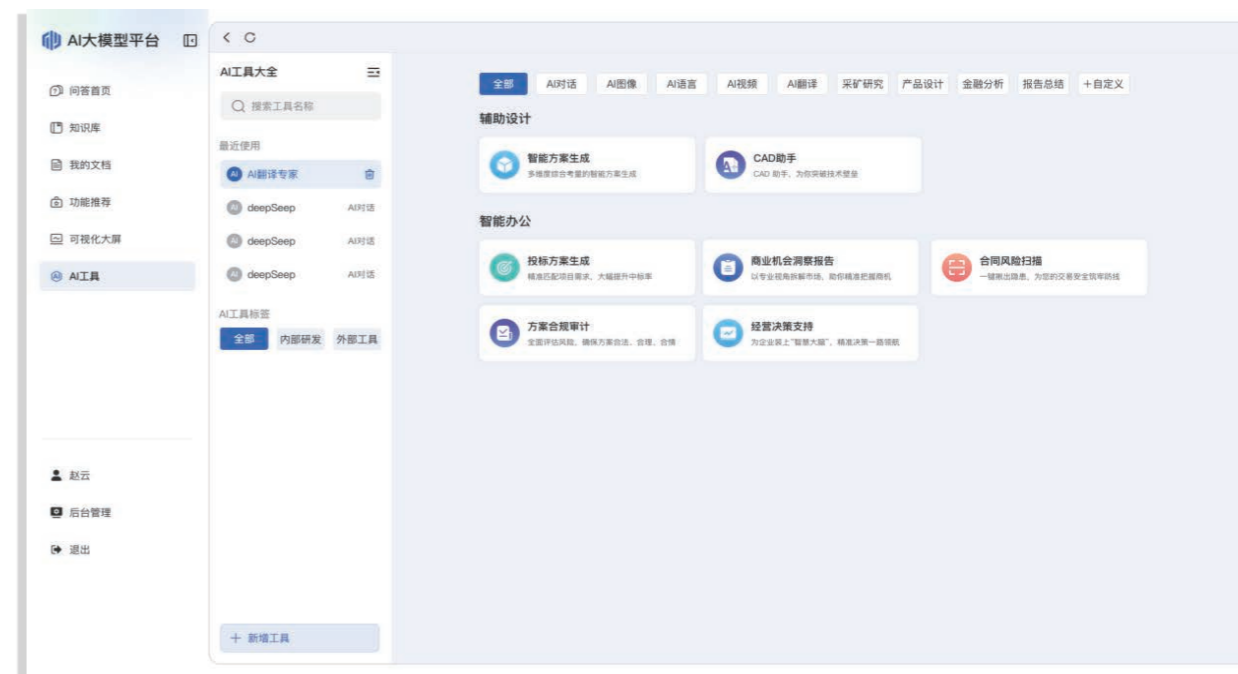 AI大模型平台
问答首页
知识库
我的文档
功能推荐
可视化大屏
AI工具
赵云
后台管理
退出
AI工具大全
搜索工具名称
最近使用
AI翻译专家
deepSeep AI对话
deepSeep AI对话
deepSeep AI对话
AI工具标签
全部 内部研发 外部工具
＋ 新增工具
全部 AI对话 AI图像 AI语言 AI视频 AI翻译 采矿研究 产品设计 金融分析 报告总结 ＋自定义
辅助设计
智能方案生成
多维度综合考量的智能方案生成
CAD助手
CAD 助手，为你突破技术壁垒
智能办公
投标方案生成
精准匹配项目需求，大幅提升中标率
商业机会洞察报告
以专业视角拆解市场，助你精准把握商机
合同风险扫描
一键揪出隐患，为您的交易安全筑牢防线
方案合规审计
全面评估风险，确保方案合法、合理、合情
经营决策支持
为企业装上"智慧大脑"，精准决策一路领航